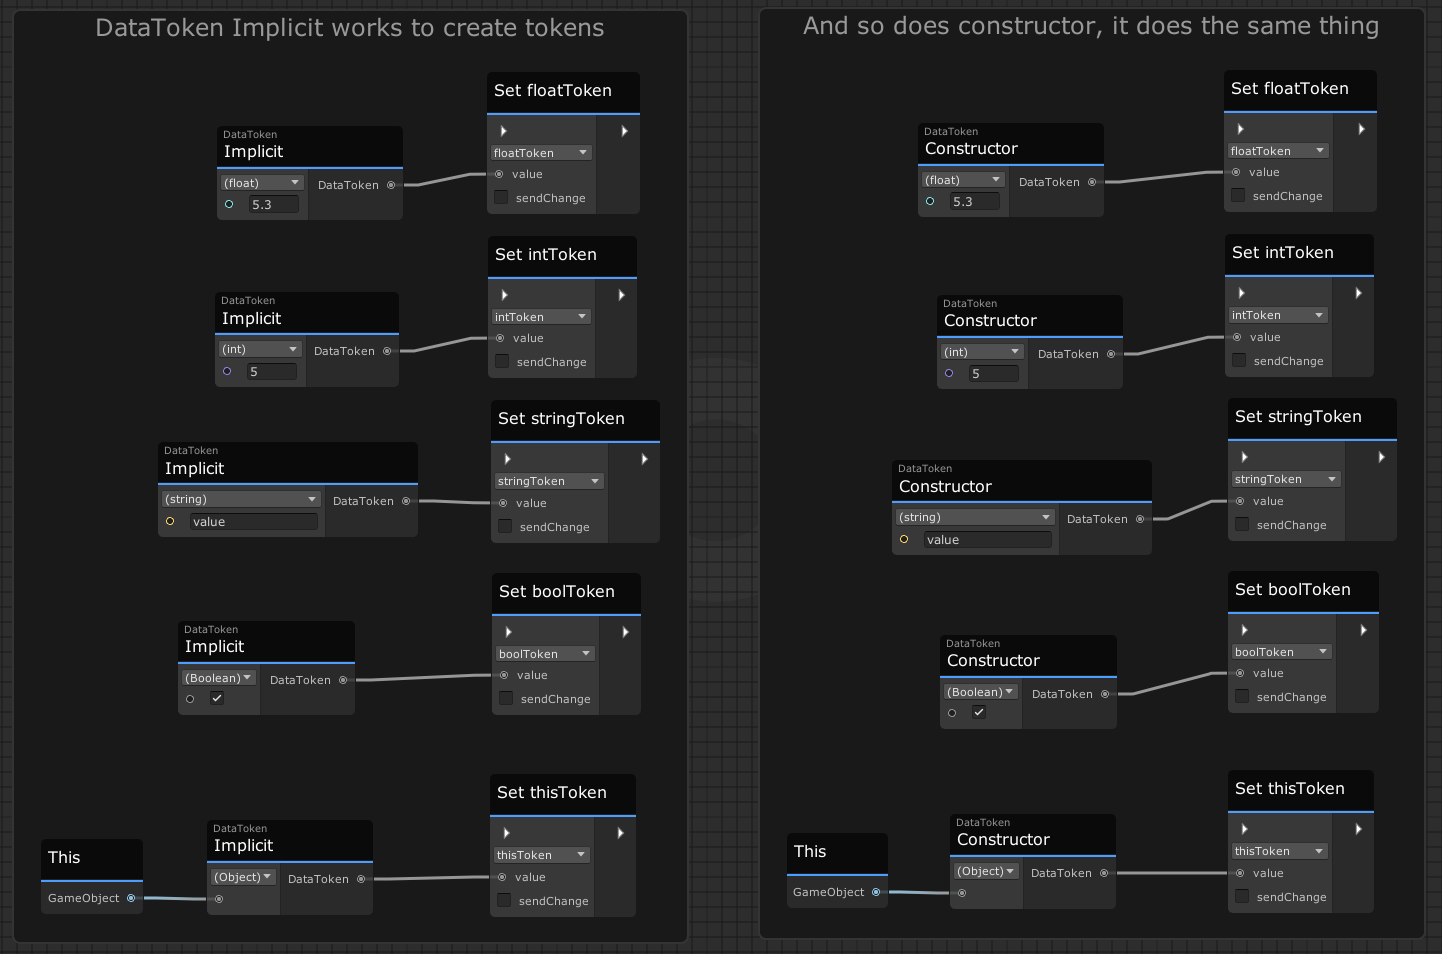 DataToken Implicit works to create tokens
Set floatToken
DataToken
Implicit
floatToken
(float)
DataToken
value
5.3
sendChange
Set intToken
DataToken
Implicit
intToken
(int)
DataToken
value
5
sendChange
Set stringToken
DataToken
Implicit
stringToken
(string)
DataToken
value
value
sendChange
Set boolToken
DataToken
Implicit
boolToken
(Boolean)
DataToken
value
sendChange
Set thisToken
DataToken
Implicit
This
thisToken
(Object)
DataToken
value
GameObject
sendChange
And so does constructor, it does the same thing
Set floatToken
DataToken
Constructor
floatToken
(float)
DataToken
value
5.3
sendChange
Set intToken
DataToken
Constructor
intToken
(int)
DataToken
value
5
sendChange
Set stringToken
DataToken
Constructor
stringToken
(string)
DataToken
value
value
sendChange
Set boolToken
DataToken
Constructor
boolToken
(Boolean)
DataToken
value
sendChange
Set thisToken
DataToken
Constructor
This
thisToken
(Object)
DataToken
value
GameObject
sendChange